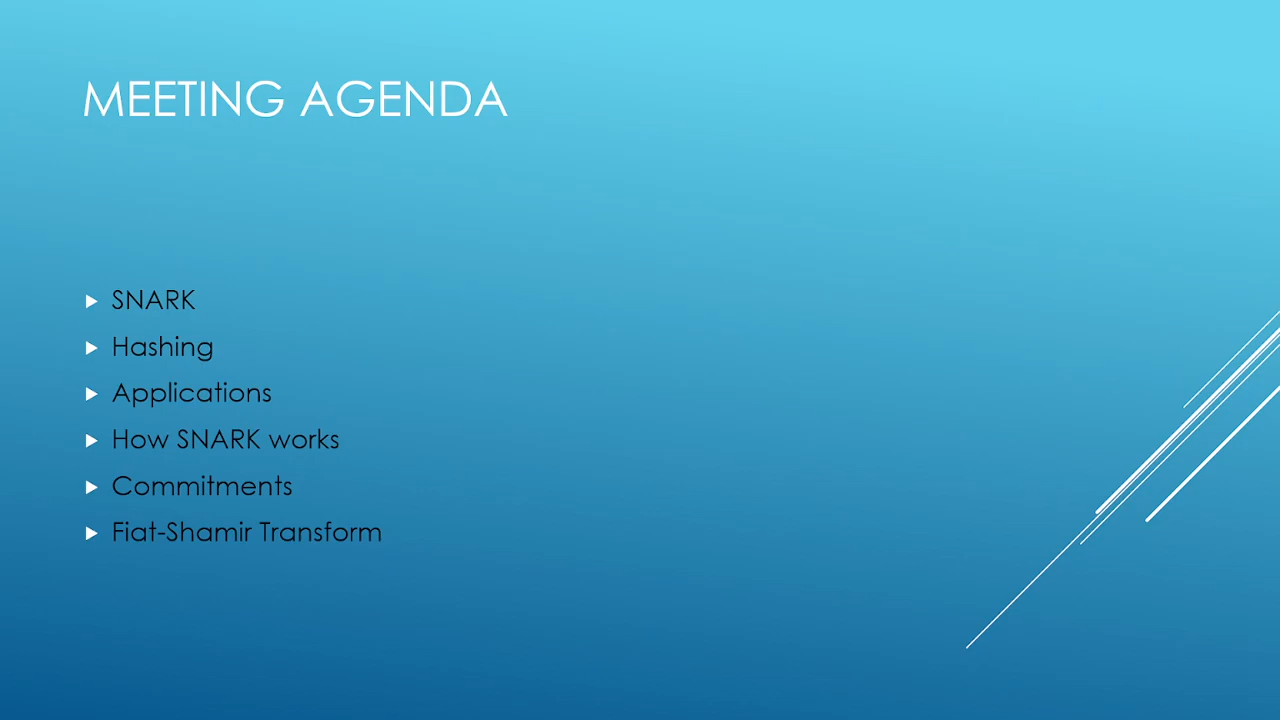 MEETING AGENDA
SNARK
Hashing
Applications
How SNARK works
Commitments
Fiat-Shamir Transform